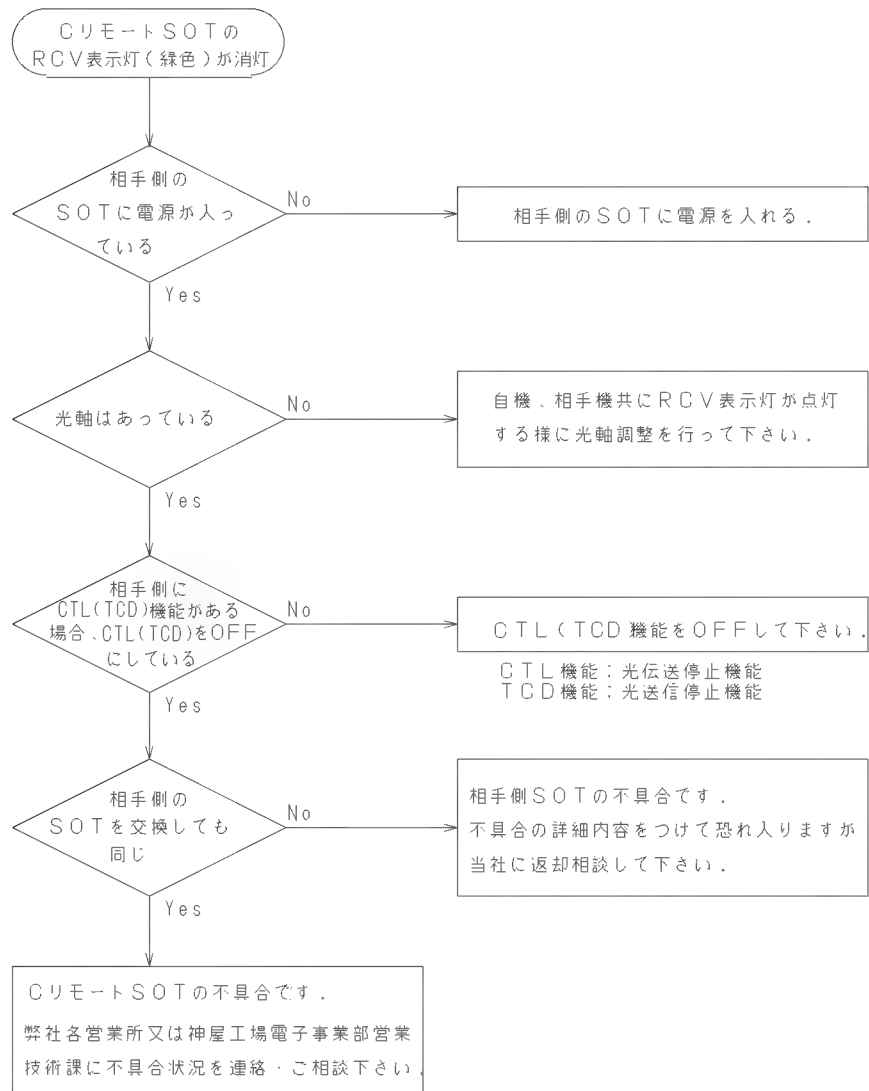 CリモートSOTの
RCV表示灯(緑色)が消灯
相手側の
SOTに電源が入っ
ている
No
相手側のSOTに電源を入れる.
Yes
光軸はあっている
No
自機、相手機共にRCV表示灯が点灯
する様に光軸調整を行って下さい.
Yes
相手側に
CTL(TCD)機能がある
場合、CTL(TCD)をOFF
にしている
No
CTL(TCD機能をOFFして下さい.
CTL機能:光伝送停止機能
TCD機能:光送信停止機能
Yes
相手側の
SOTを交換しても
同じ
No
相手側SOTの不具合です.
不具合の詳細内容をつけて恐れ入りますが
当社に返却相談して下さい.
Yes
CリモートSOTの不具合です.
弊社各営業所又は神屋工場電子事業部営業
技術課に不具合状況を連絡・ご相談下さい.